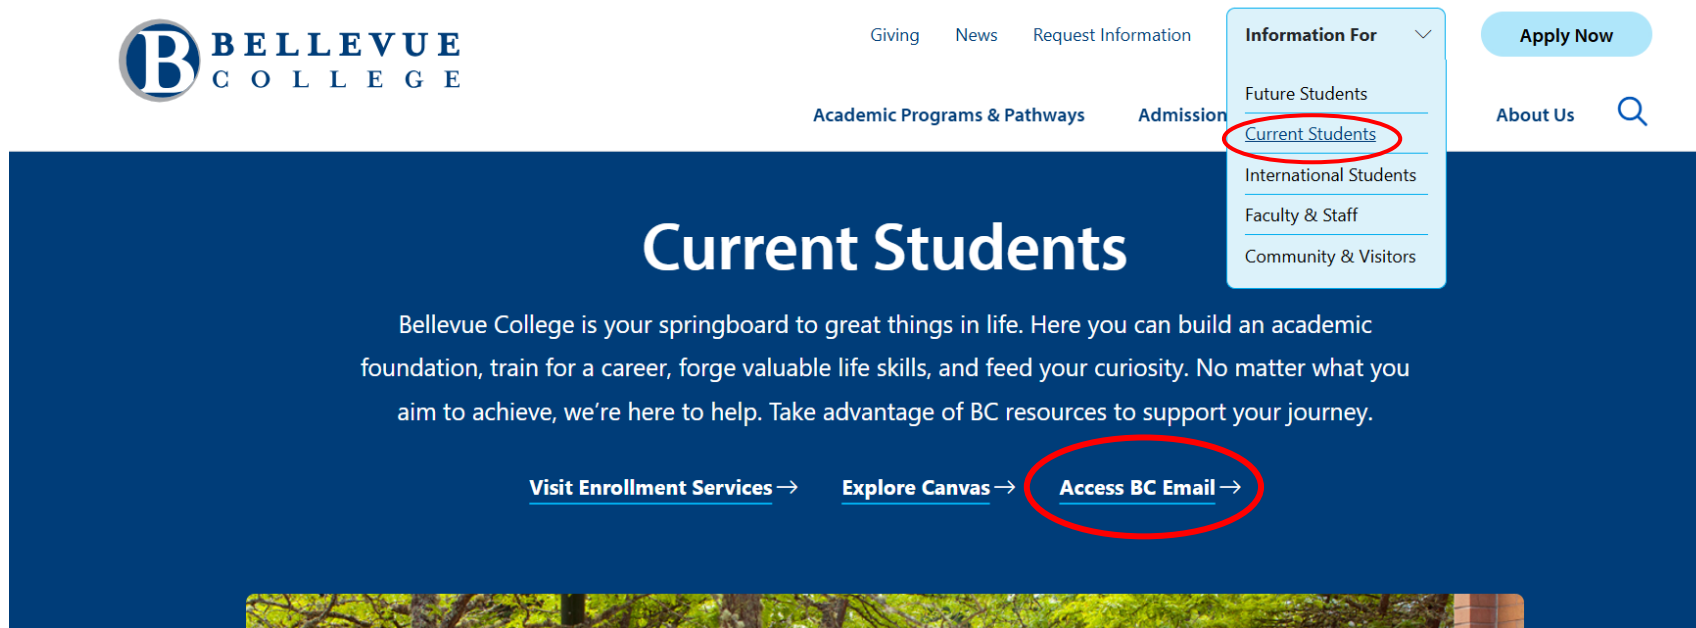 BELLEVUE
COLLEGE
Giving News Request Information Information For Apply Now
Future Students
Academic Programs & Pathways Admission About Us
Current Students
International Students
Faculty & Staff
Community & Visitors
Current Students
Bellevue College is your springboard to great things in life. Here you can build an academic
foundation, train for a career, forge valuable life skills, and feed your curiosity. No matter what you
aim to achieve, we’re here to help. Take advantage of BC resources to support your journey.
Visit Enrollment Services → Explore Canvas → Access BC Email →